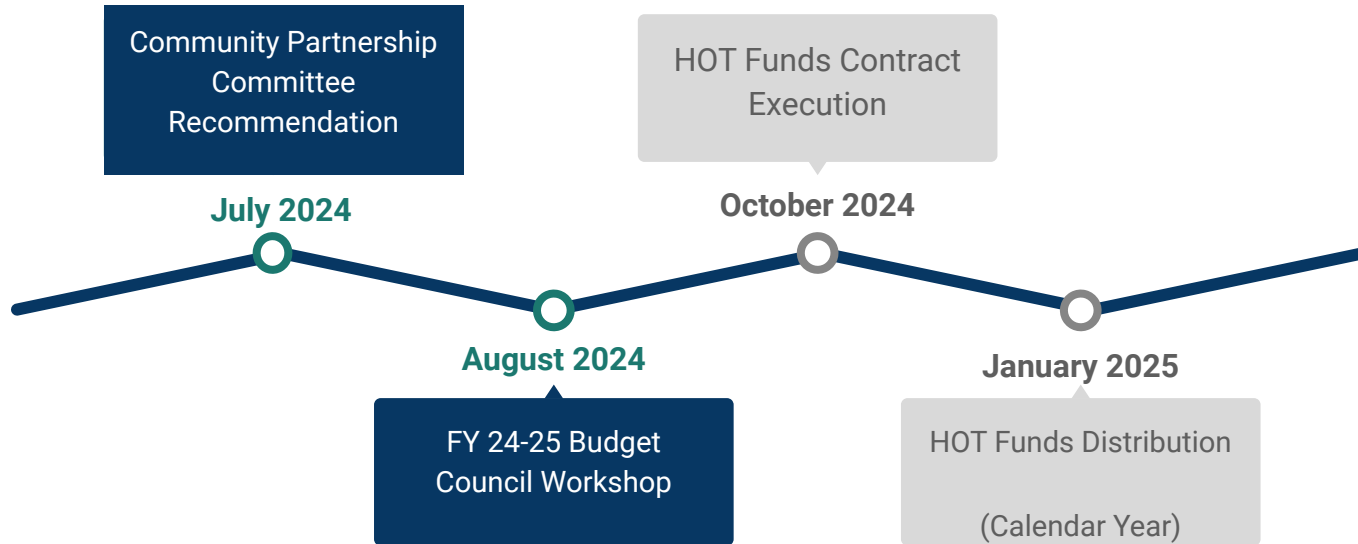 Community Partnership
Committee
Recommendation
July 2024
August 2024
FY 24-25 Budget
Council Workshop
HOT Funds Contract
Execution
October 2024
January 2025
HOT Funds Distribution
(Calendar Year)